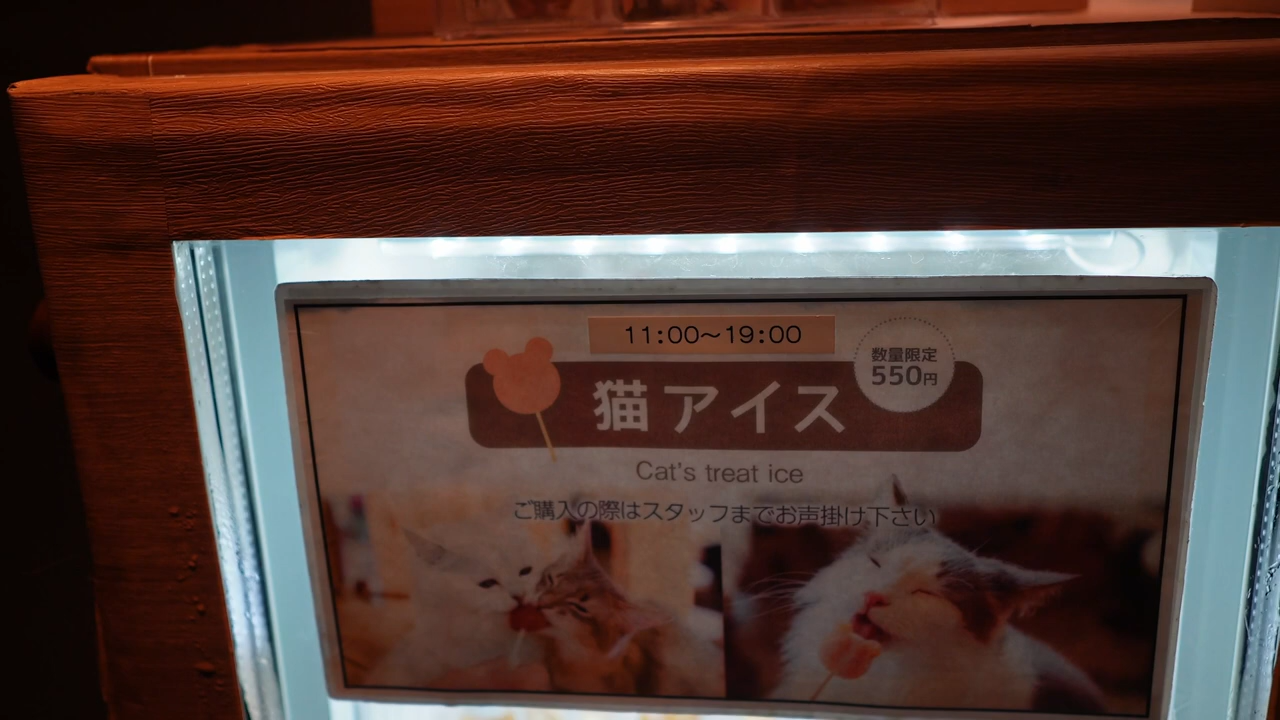 11:00〜19:00
数量限定
550円
猫アイス
Cat's treat ice
ご購入の際はスタッフまでお声掛け下さい